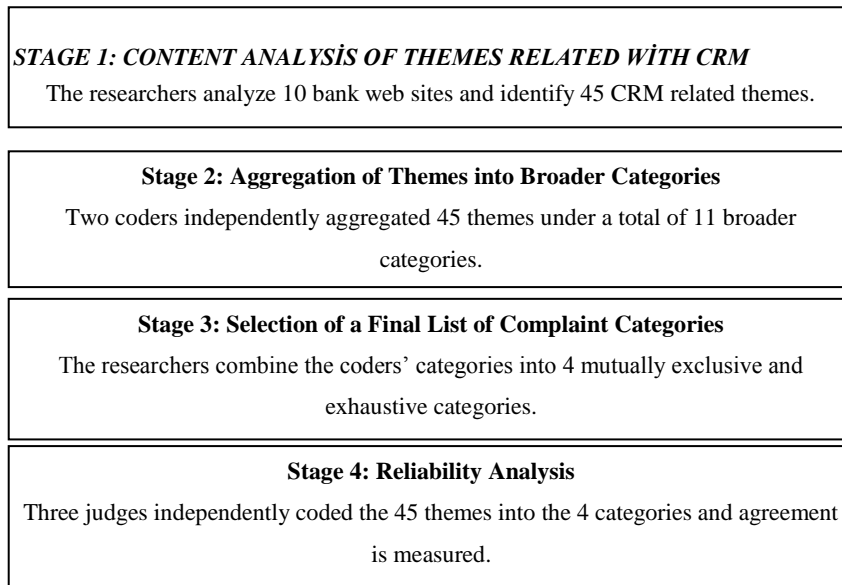 STAGE 1: CONTENT ANALYSİS OF THEMES RELATED WİTH CRM
The researchers analyze 10 bank web sites and identify 45 CRM related themes.
Stage 2: Aggregation of Themes into Broader Categories
Two coders independently aggregated 45 themes under a total of 11 broader
categories.
Stage 3: Selection of a Final List of Complaint Categories
The researchers combine the coders’ categories into 4 mutually exclusive and
exhaustive categories.
Stage 4: Reliability Analysis
Three judges independently coded the 45 themes into the 4 categories and agreement
is measured.